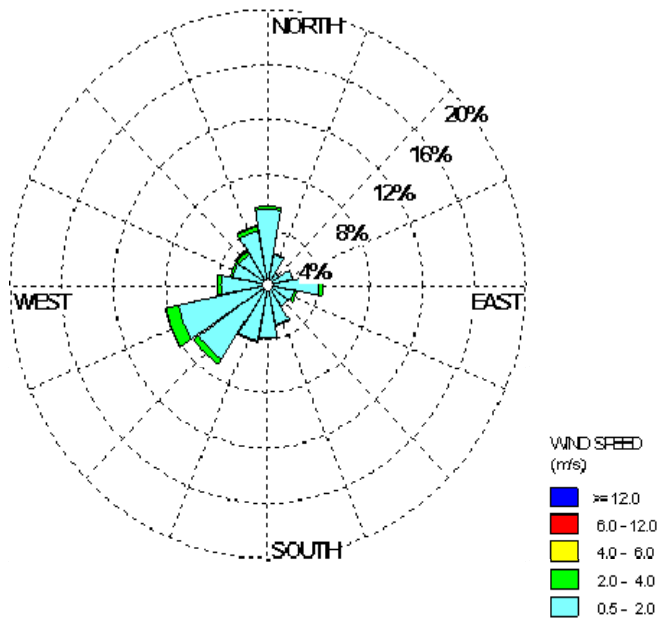 NORTH
20%
16%
12%
8%
4%
WEST
EAST
SOUTH
WIND SPEED
(m/s)
>= 12.0
6.0 - 12.0
4.0 - 6.0
2.0 - 4.0
0.5 - 2.0